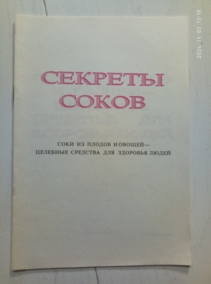 СЕКРЕТЫ
СОКОВ
СОКИ ИЗ ПЛОДОВ И ОВОЩЕЙ—
ЦЕЛЕБНЫЕ СРЕДСТВА ДЛЯ ЗДОРОВЬЯ ЛЮДЕЙ